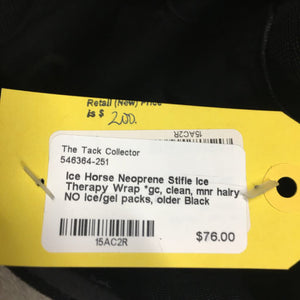 Retail (New) Price
is $ 200.
15AC2R
The Tack Collector
546364-251
Ice Horse Neoprene Stifle Ice
Therapy Wrap *gc, clean, mnr hairy
NO Ice/gel packs, older Black
15AC2R
$76.00